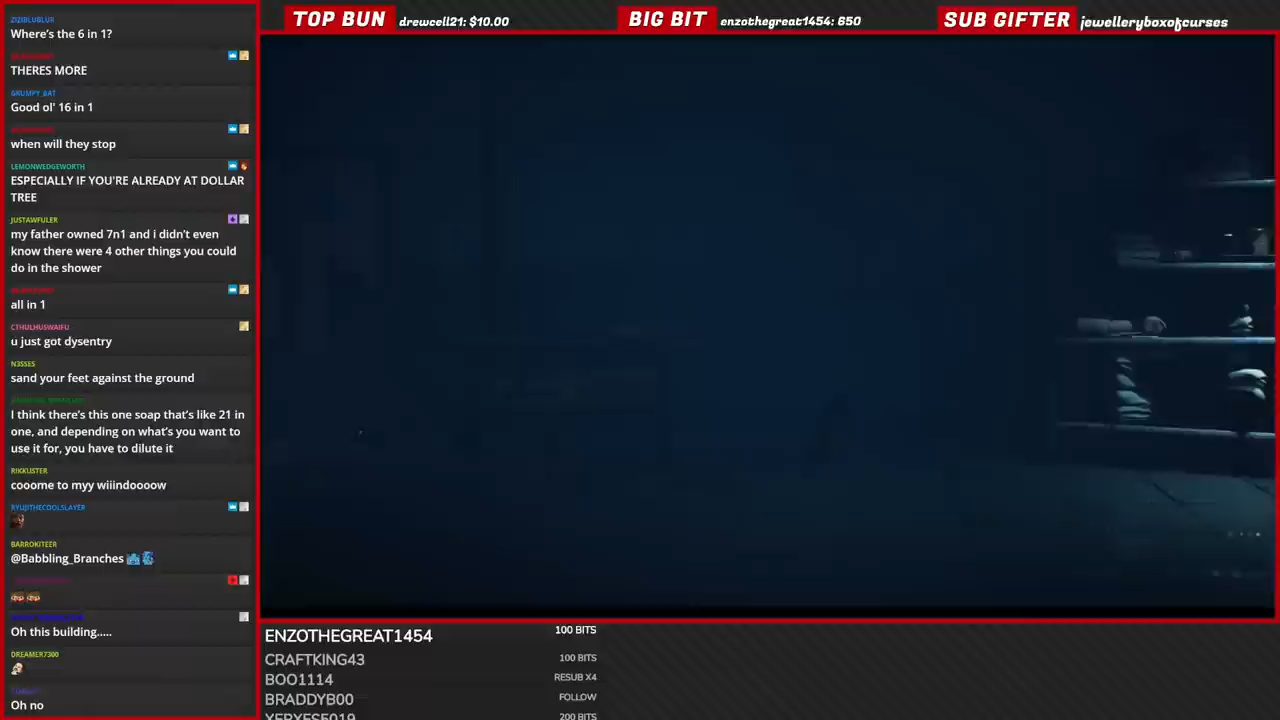 TOP BUN drewcell21: $10.00 BIG BIT enzothegreat1454: 650 SUB GIFTER jewelleryboxofcurses
ZIZIBLUBLUR
Where's the 6 in 1?
THERES MORE
GRUMPY_BAT
Good ol' 16 in 1
when will they stop
LEMONWEDGEWORTH
ESPECIALLY IF YOU'RE ALREADY AT DOLLAR
TREE
JUSTAWFULER
my father owned 7n1 and i didn't even
know there were 4 other things you could
do in the shower
all in 1
CTHULHUSWAIFU
u just got dysentry
N3SSES
sand your feet against the ground
I think there's this one soap that's like 21 in
one, and depending on what's you want to
use it for, you have to dilute it
RIKKUSTER
cooome to myy wiiindoooow
RYUJITHECOOLSLAYER
BARROKITEER
@Babbling_Branches
Oh this building.....
DREAMER7300
Oh no
ENZOTHEGREAT1454 100 BITS
CRAFTKING43 100 BITS
BOO1114 RESUB X4
BRADDYB00 FOLLOW
XERXES5019 200 BITS